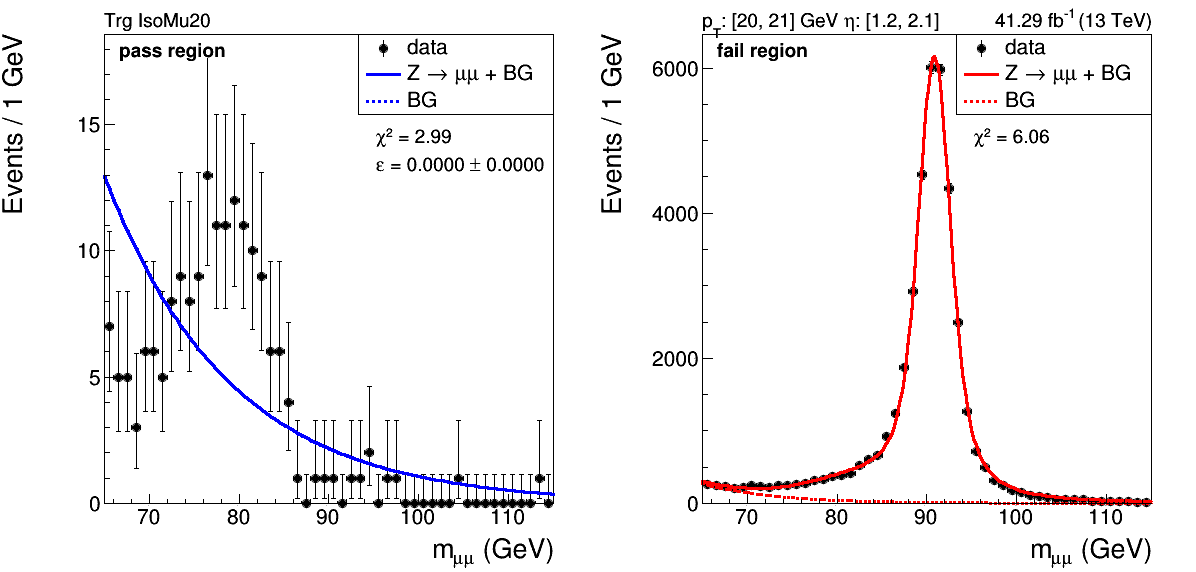 Trg IsoMu20
pass region
data
Z → μμ + BG
BG
χ² = 2.99
ε = 0.0000 ± 0.0000
Events / 1 GeV
15
10
5
0
70 80 90 100 110
m_μμ (GeV)
p_T: [20, 21] GeV η: [1.2, 2.1] 41.29 fb⁻¹ (13 TeV)
fail region
data
Z → μμ + BG
BG
χ² = 6.06
Events / 1 GeV
6000
4000
2000
0
70 80 90 100 110
m_μμ (GeV)